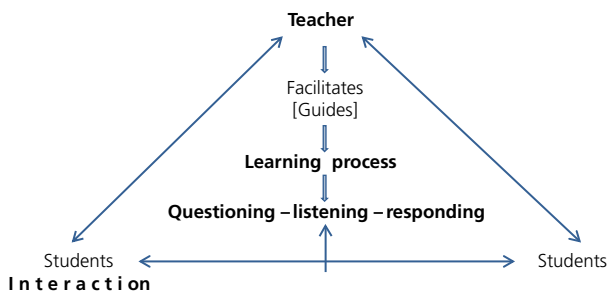 Teacher
Facilitates
[Guides]
Learning process
Questioning – listening – responding
Students
Students
Interaction